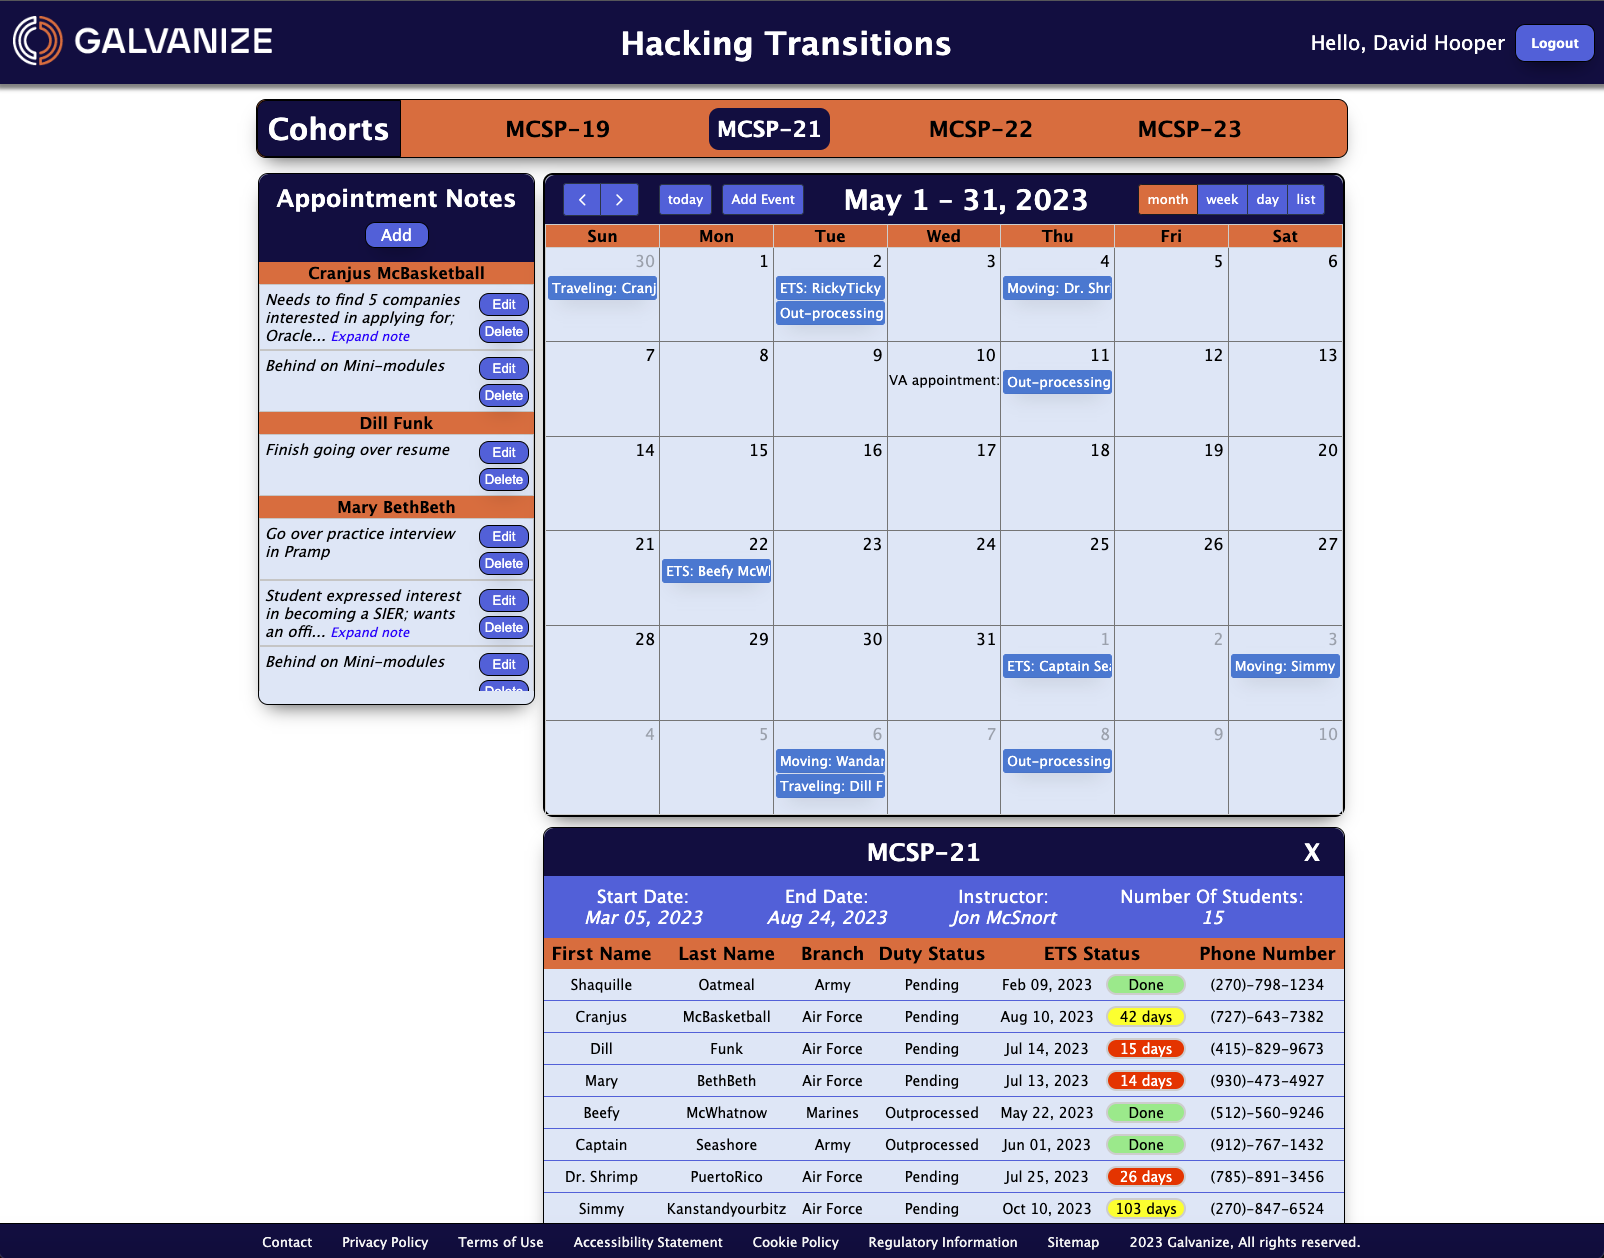 GALVANIZE
Hacking Transitions
Hello, David Hooper
Logout
Cohorts
MCSP-19
MCSP-21
MCSP-22
MCSP-23
Appointment Notes
Add
Cranjus McBasketball
Needs to find 5 companies
interested in applying for;
Oracle... Expand note
Edit
Delete
Behind on Mini-modules
Edit
Delete
Dill Funk
Finish going over resume
Edit
Delete
Mary BethBeth
Go over practice interview
in Pramp
Edit
Delete
Student expressed interest
in becoming a SIER; wants
an offi... Expand note
Edit
Delete
Behind on Mini-modules
Edit
Delete
< >
today
Add Event
May 1 – 31, 2023
month week day list
Sun Mon Tue Wed Thu Fri Sat
30 1 2 3 4 5 6
Traveling: Cranj
ETS: RickyTicky
Out-processing
Moving: Dr. Shri
7 8 9 10 11 12 13
VA appointment:
Out-processing
14 15 16 17 18 19 20
21 22 23 24 25 26 27
ETS: Beefy McWh
28 29 30 31 1 2 3
ETS: Captain Sea
Moving: Simmy
4 5 6 7 8 9 10
Moving: Wandar
Traveling: Dill F
Out-processing
MCSP-21
X
Start Date:
Mar 05, 2023
End Date:
Aug 24, 2023
Instructor:
Jon McSnort
Number Of Students:
15
First Name Last Name Branch Duty Status ETS Status Phone Number
Shaquille Oatmeal Army Pending Feb 09, 2023 Done (270)-798-1234
Cranjus McBasketball Air Force Pending Aug 10, 2023 42 days (727)-643-7382
Dill Funk Air Force Pending Jul 14, 2023 15 days (415)-829-9673
Mary BethBeth Air Force Pending Jul 13, 2023 14 days (930)-473-4927
Beefy McWhatnow Marines Outprocessed May 22, 2023 Done (512)-560-9246
Captain Seashore Army Outprocessed Jun 01, 2023 Done (912)-767-1432
Dr. Shrimp PuertoRico Air Force Pending Jul 25, 2023 26 days (785)-891-3456
Simmy Kanstandyourbitz Air Force Pending Oct 10, 2023 103 days (270)-847-6524
Contact Privacy Policy Terms of Use Accessibility Statement Cookie Policy Regulatory Information Sitemap 2023 Galvanize, All rights reserved.